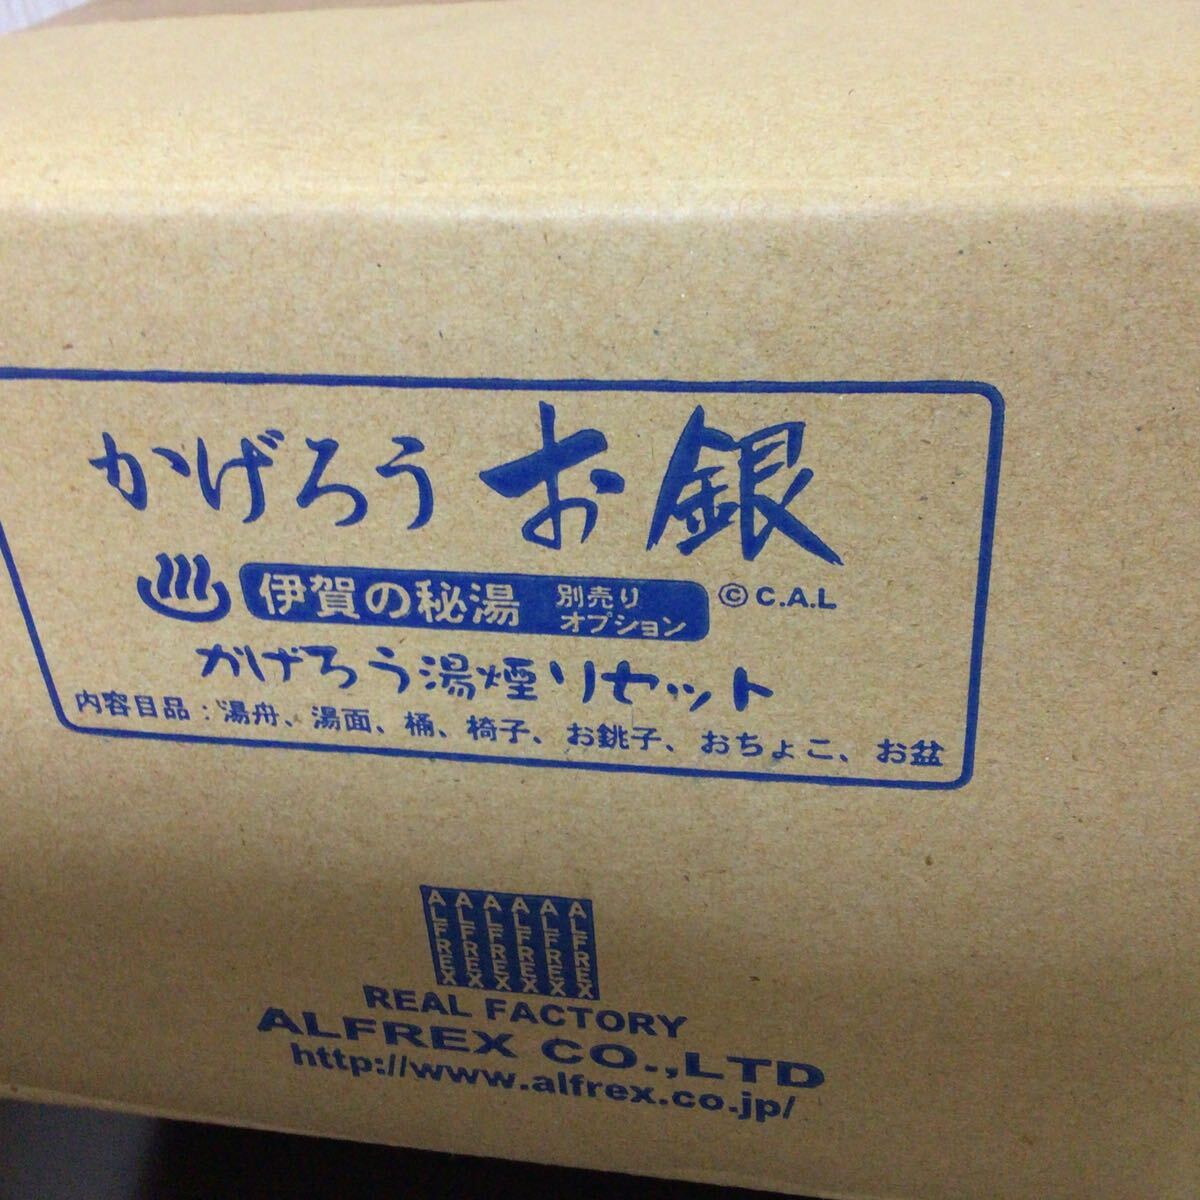 かげろうお銀
伊賀の秘湯 別売り
オプション
©C.A.L
かげろう湯煙リセット
内容目品：湯舟、湯面、桶、椅子、お銚子、おちょこ、お盆
ALFREX ALFREX ALFREX ALFREX ALFREX ALFREX
REAL FACTORY
ALFREX CO.,LTD
http://www.alfrex.co.jp/